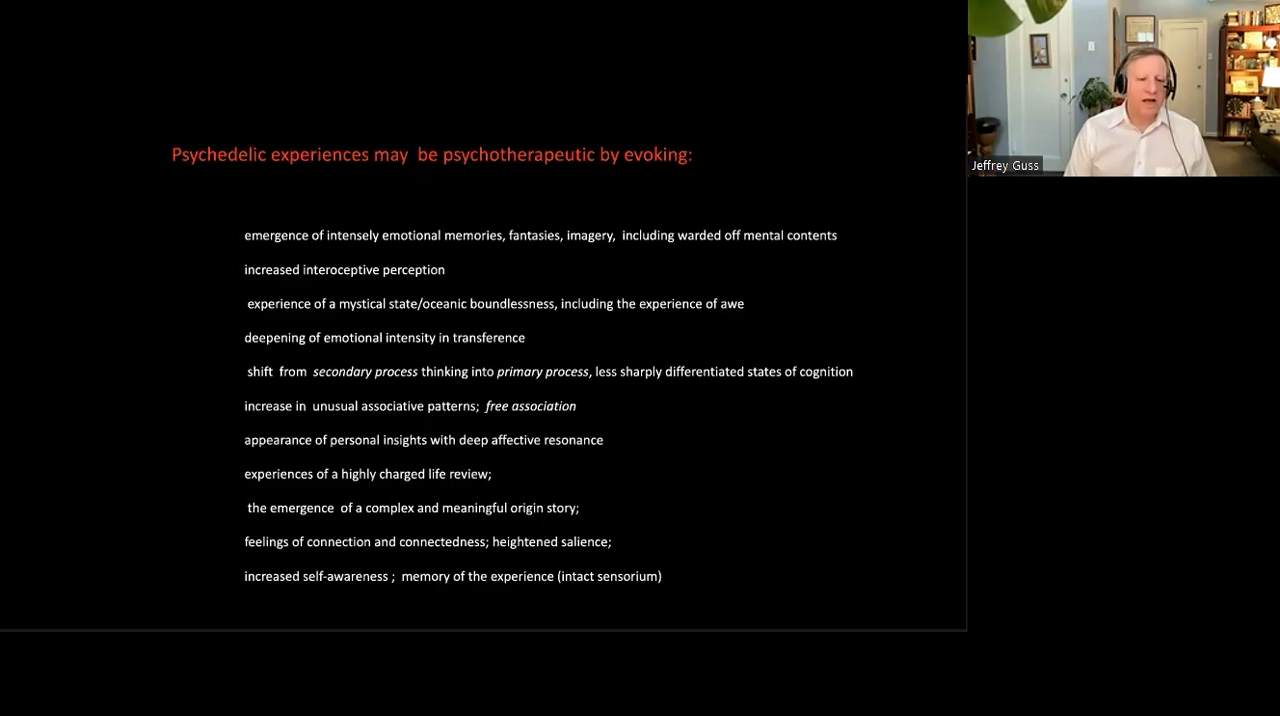 Psychedelic experiences may be psychotherapeutic by evoking:
emergence of intensely emotional memories, fantasies, imagery, including warded off mental contents
increased interoceptive perception
experience of a mystical state/oceanic boundlessness, including the experience of awe
deepening of emotional intensity in transference
shift from secondary process thinking into primary process, less sharply differentiated states of cognition
increase in unusual associative patterns; free association
appearance of personal insights with deep affective resonance
experiences of a highly charged life review;
the emergence of a complex and meaningful origin story;
feelings of connection and connectedness; heightened salience;
increased self-awareness ; memory of the experience (intact sensorium)
Jeffrey Guss